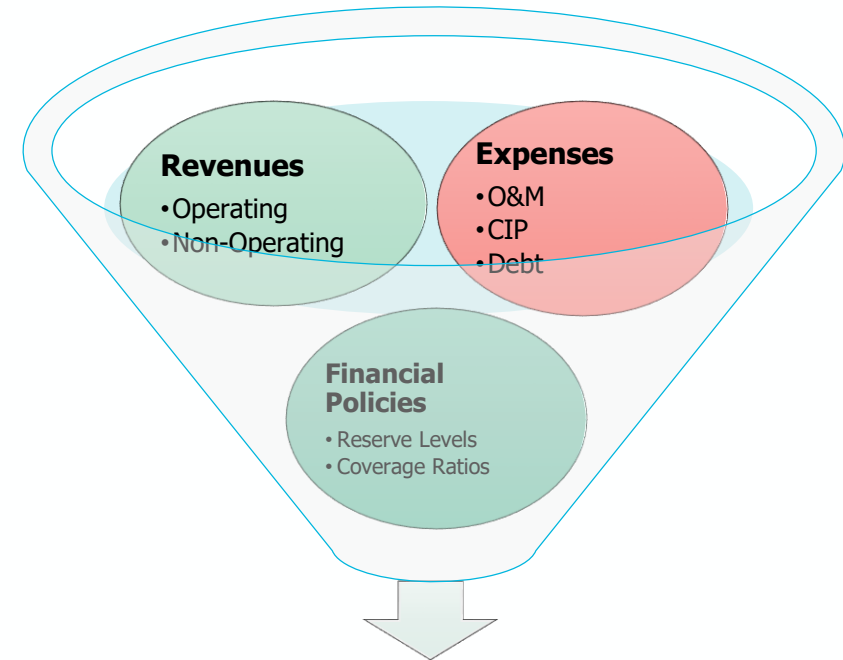 Revenues
•Operating
•Non-Operating
Expenses
•O&M
•CIP
•Debt
Financial
Policies
• Reserve Levels
• Coverage Ratios